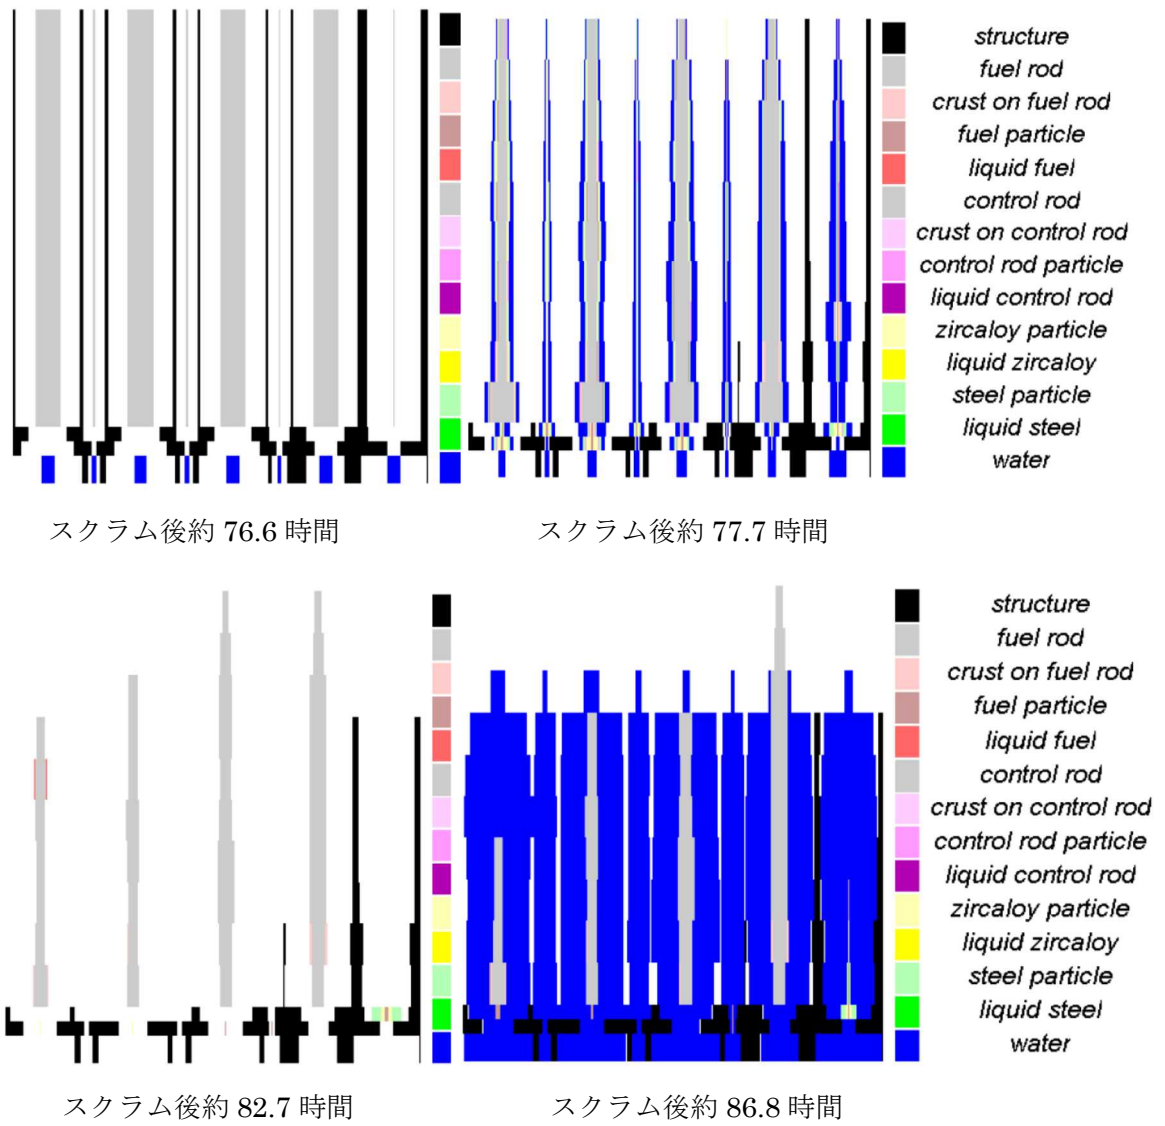 structure
fuel rod
crust on fuel rod
fuel particle
liquid fuel
control rod
crust on control rod
control rod particle
liquid control rod
zircaloy particle
liquid zircaloy
steel particle
liquid steel
water
スクラム後約 76.6 時間
スクラム後約 77.7 時間
structure
fuel rod
crust on fuel rod
fuel particle
liquid fuel
control rod
crust on control rod
control rod particle
liquid control rod
zircaloy particle
liquid zircaloy
steel particle
liquid steel
water
スクラム後約 82.7 時間
スクラム後約 86.8 時間